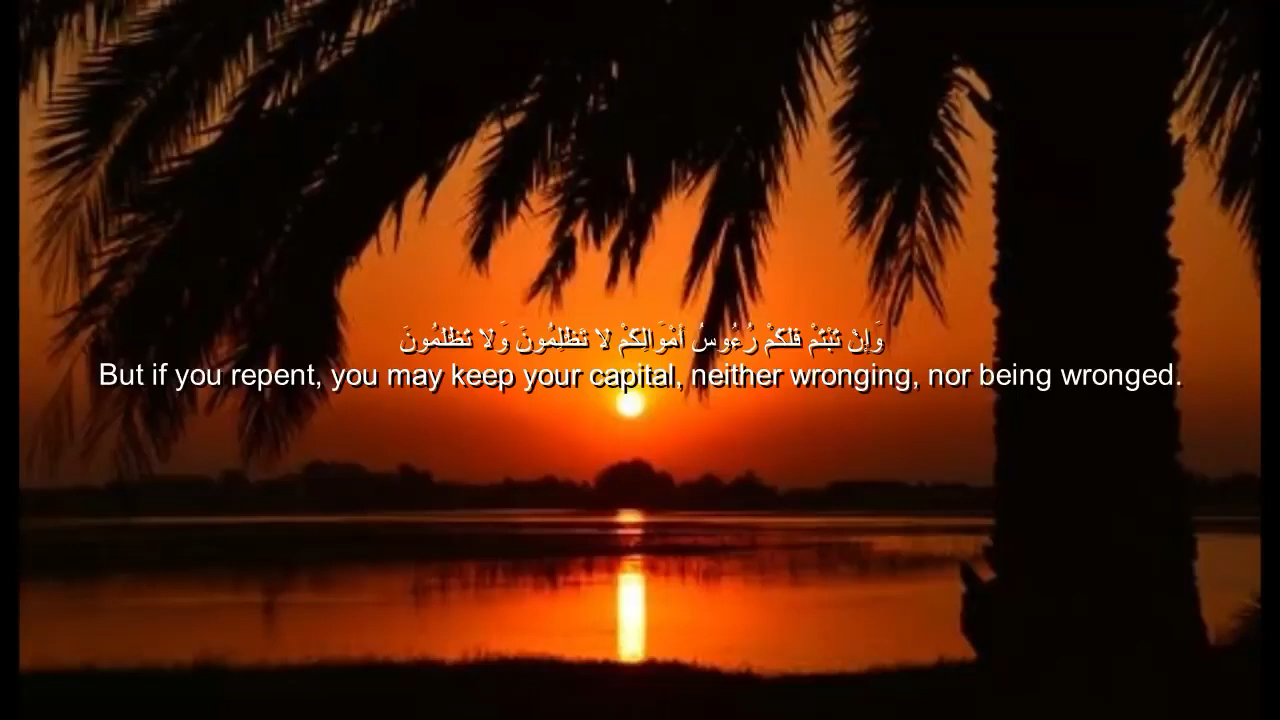 وَإِنْ تُبْتُمْ فَلَكُمْ رُءُوسُ أَمْوَالِكُمْ لَا تَظْلِمُونَ وَلَا تُظْلَمُونَ
But if you repent, you may keep your capital, neither wronging, nor being wronged.